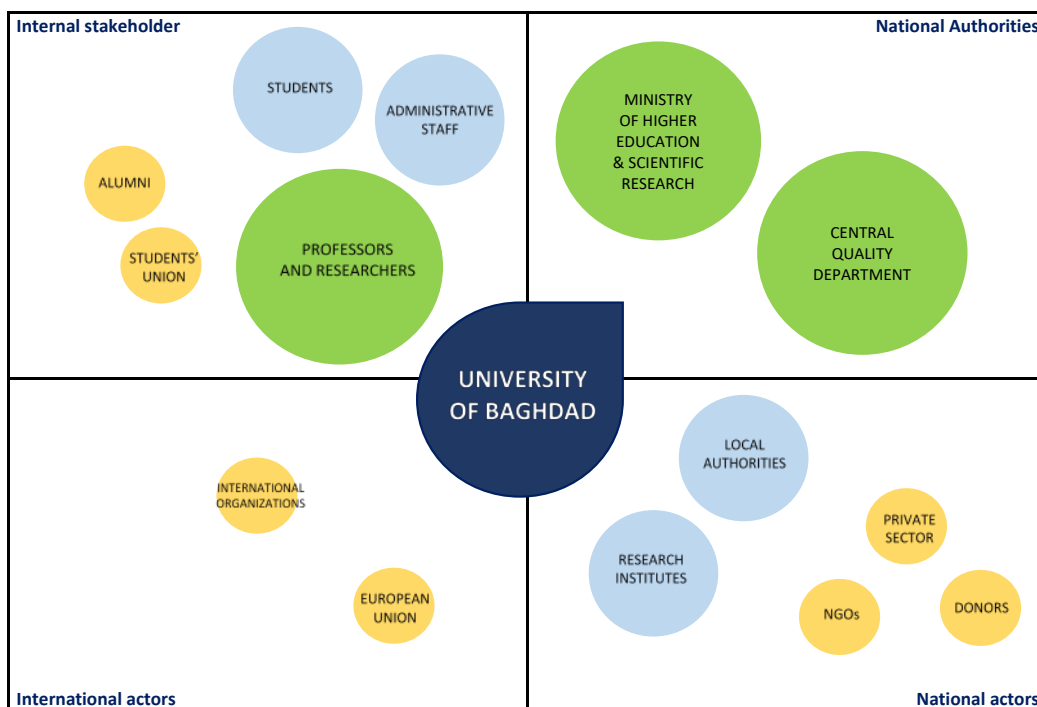 Internal stakeholder
National Authorities
STUDENTS
ADMINISTRATIVE
STAFF
ALUMNI
STUDENTS'
UNION
PROFESSORS
AND RESEARCHERS
MINISTRY
OF HIGHER
EDUCATION
& SCIENTIFIC
RESEARCH
CENTRAL
QUALITY
DEPARTMENT
UNIVERSITY
OF BAGHDAD
INTERNATIONAL
ORGANIZATIONS
EUROPEAN
UNION
LOCAL
AUTHORITIES
RESEARCH
INSTITUTES
PRIVATE
SECTOR
NGOs
DONORS
International actors
National actors